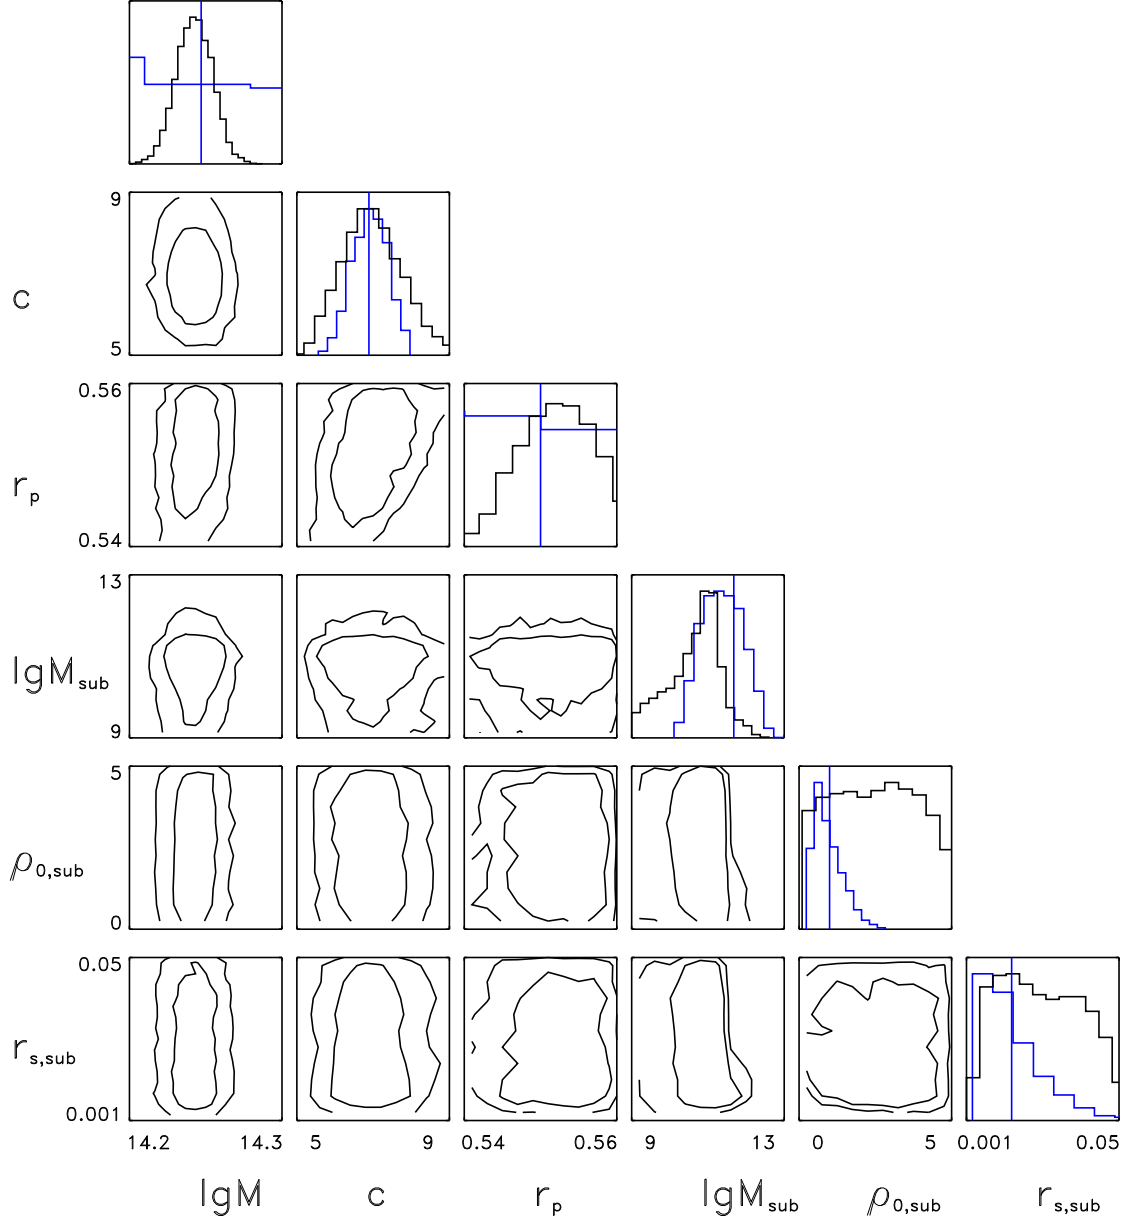 9
c
5
0.56
r_p
0.54
13
lgM_sub
9
5
ρ_0,sub
0
0.05
r_s,sub
0.001
14.2 14.3 5 9 0.54 0.56 9 13 0 5 0.001 0.05
lgM c r_p lgM_sub ρ_0,sub r_s,sub